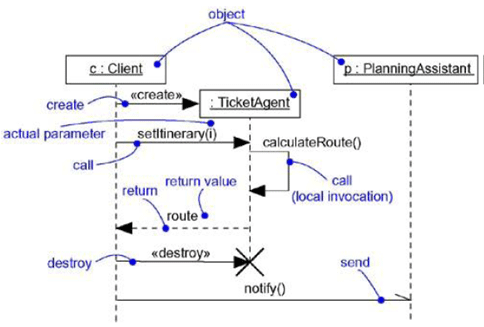 object
c : Client
p : PlanningAssistant
«create»
create
: TicketAgent
actual parameter
setItinerary(i)
calculateRoute()
call
call
(local invocation)
return value
return
route
«destroy»
destroy
send
notify()